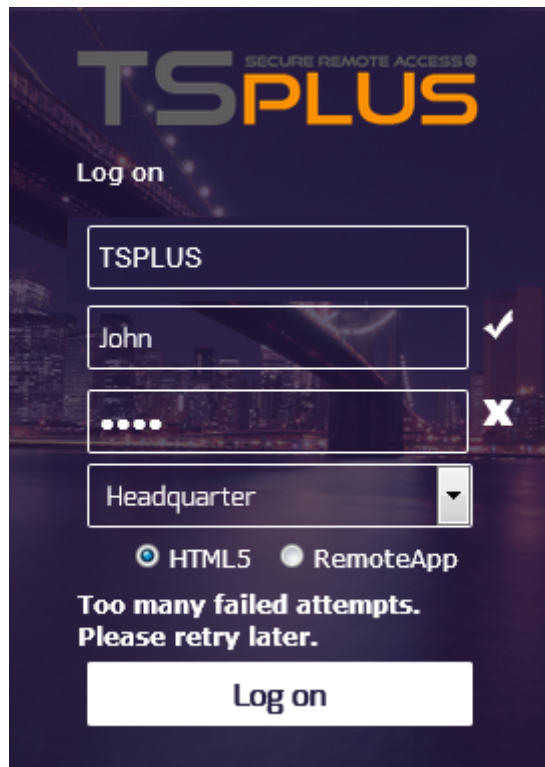 SECURE REMOTE ACCESS®
TSPLUS
Log on
TSPLUS
John
••••
Headquarter
HTML5 RemoteApp
Too many failed attempts.
Please retry later.
Log on